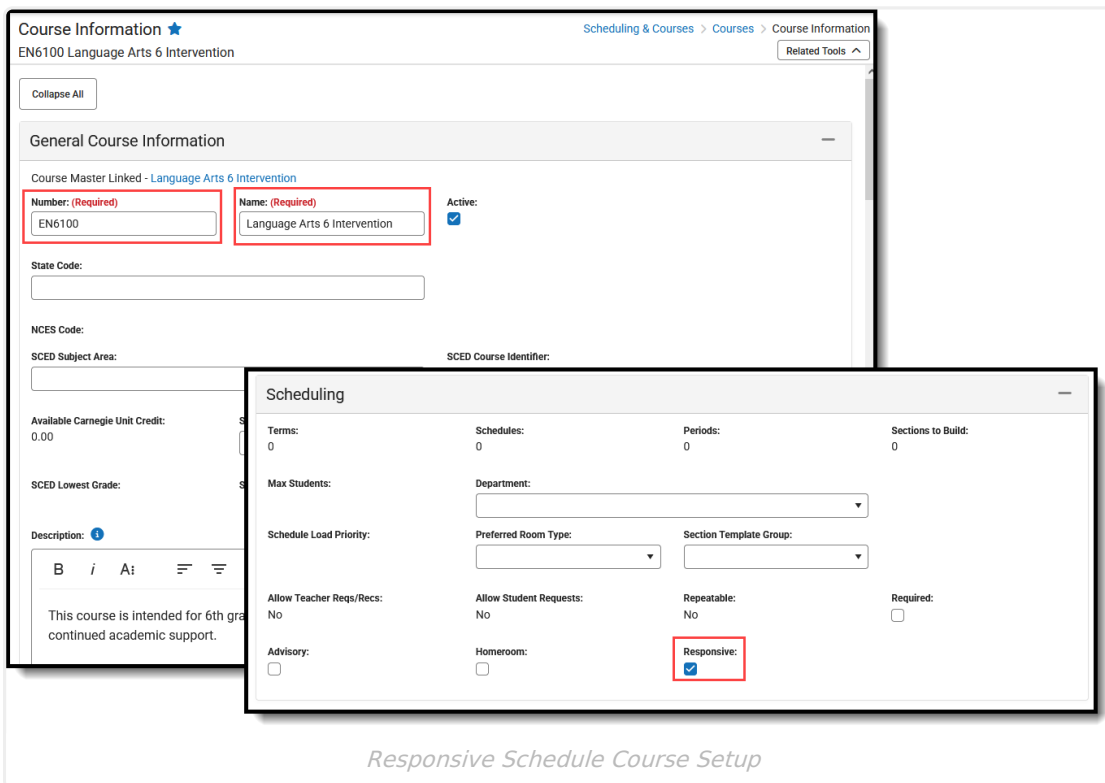 Course Information
Scheduling & Courses > Courses > Course Information
EN6100 Language Arts 6 Intervention
Related Tools
Collapse All
General Course Information
Course Master Linked - Language Arts 6 Intervention
Number: (Required) Name: (Required) Active:
EN6100 Language Arts 6 Intervention
State Code:
NCES Code:
SCED Subject Area: SCED Course Identifier:
Available Carnegie Unit Credit: S
0.00
SCED Lowest Grade: S
Description:
B i A
This course is intended for 6th gra
continued academic support.
Scheduling
Terms: Schedules: Periods: Sections to Build:
0 0 0 0
Max Students: Department:
Schedule Load Priority: Preferred Room Type: Section Template Group:
Allow Teacher Reqs/Recs: Allow Student Requests: Repeatable: Required:
No No No
Advisory: Homeroom: Responsive:
Responsive Schedule Course Setup